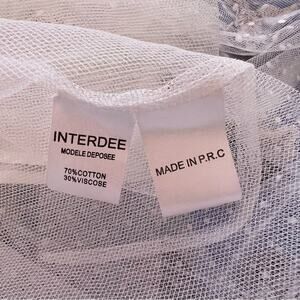 INTERDEE
MODELE DEPOSEE
70%COTTON
30%VISCOSE
MADE IN P.R.C